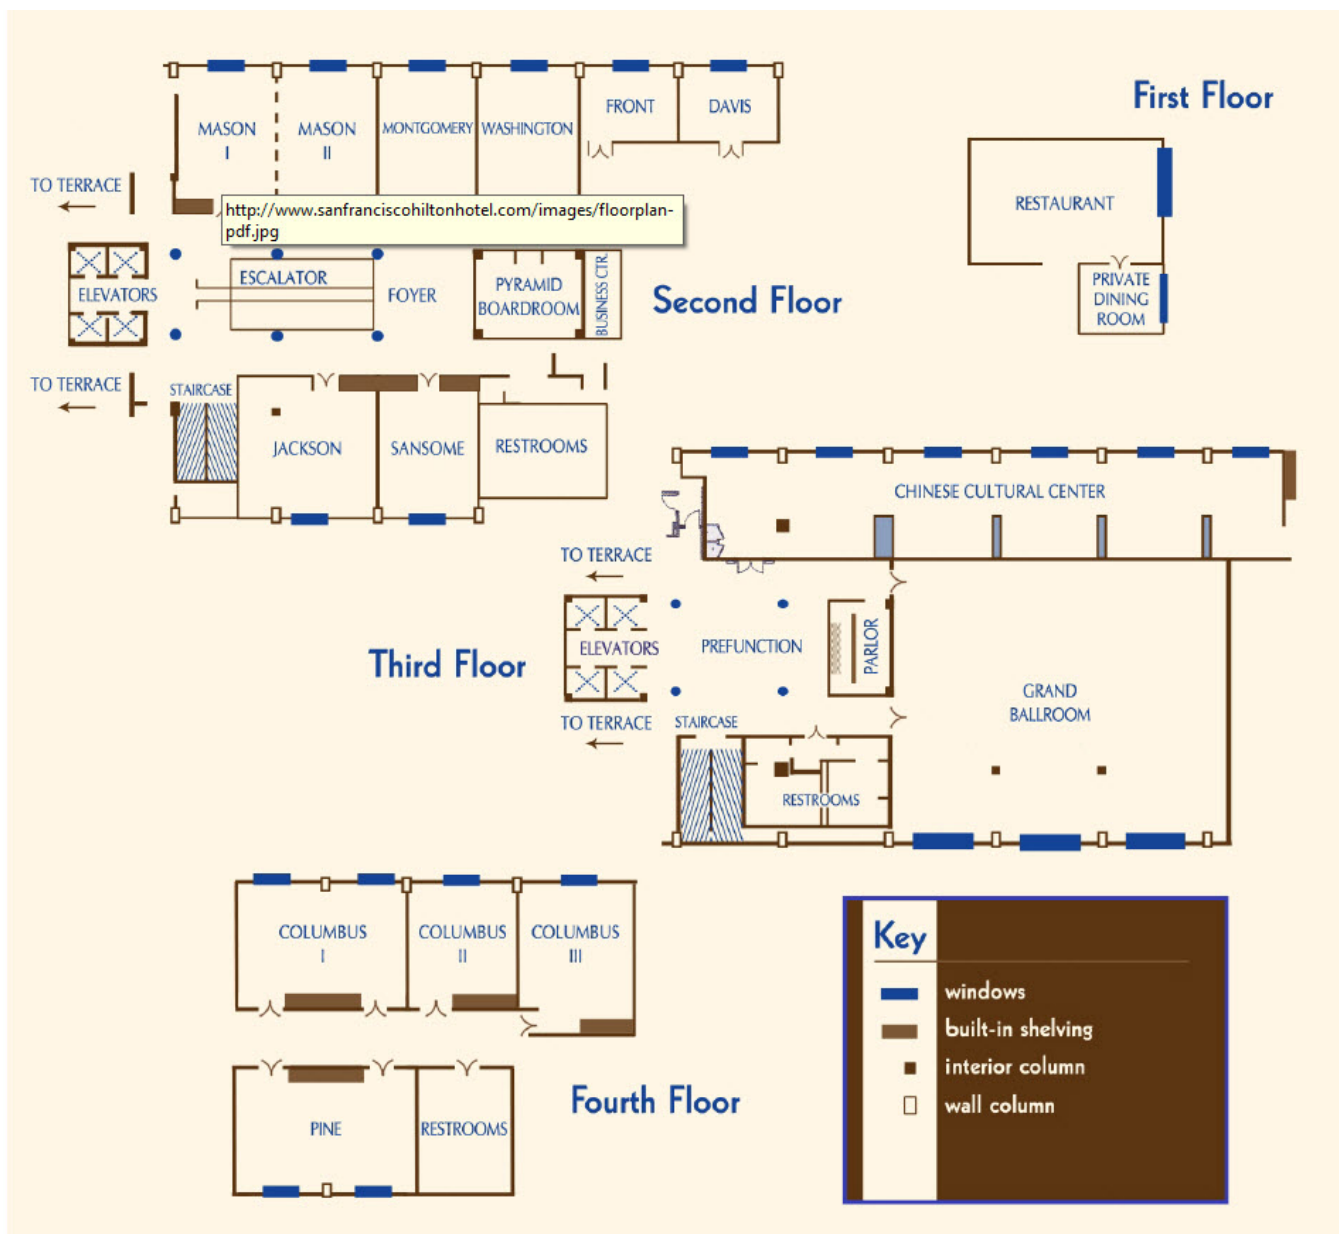 First Floor
RESTAURANT
PRIVATE
DINING
ROOM
MASON
I
MASON
II
MONTGOMERY
WASHINGTON
FRONT
DAVIS
TO TERRACE
http://www.sanfranciscohiltonhotel.com/images/floorplan-
pdf.jpg
ELEVATORS
ESCALATOR
FOYER
PYRAMID
BOARDROOM
BUSINESS CTR.
Second Floor
TO TERRACE
STAIRCASE
JACKSON
SANSOME
RESTROOMS
CHINESE CULTURAL CENTER
TO TERRACE
Third Floor
ELEVATORS
PREFUNCTION
PARLOR
GRAND
BALLROOM
TO TERRACE
STAIRCASE
RESTROOMS
COLUMBUS
I
COLUMBUS
II
COLUMBUS
III
Fourth Floor
PINE
RESTROOMS
Key
windows
built-in shelving
interior column
wall column